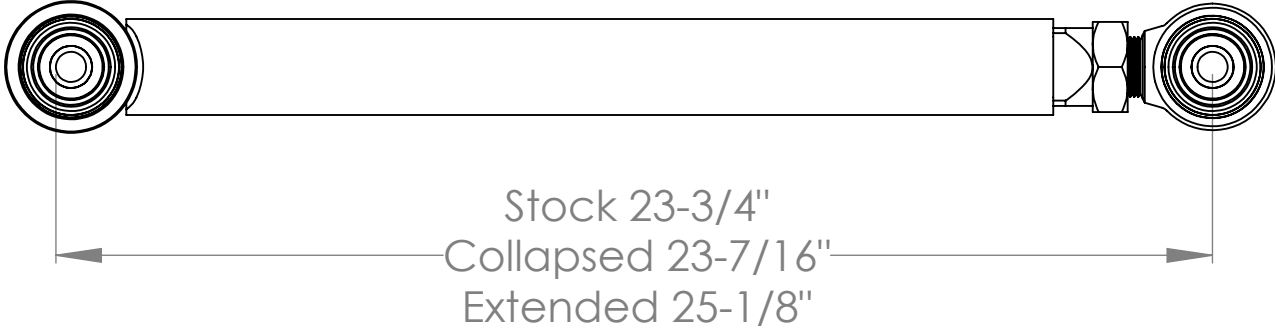 Stock 23-3/4"
Collapsed 23-7/16"
Extended 25-1/8"